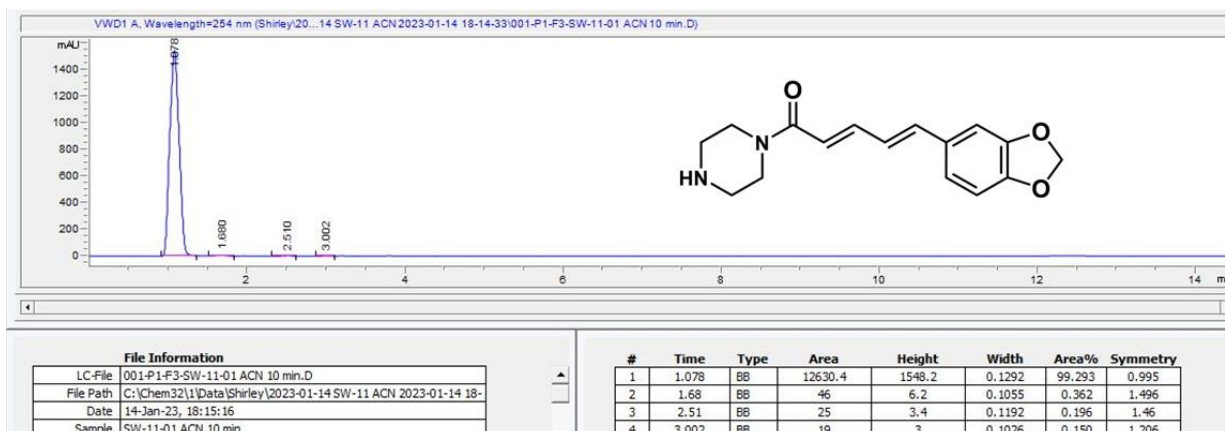 VWD1 A, Wavelength=254 nm (Shirley\20...14 SW-11 ACN 2023-01-14 18-14-33\001-P1-F3-SW-11-01 ACN 10 min.D)
mAU
1.078
1400
1200
1000
800
600
400
200
0
1.680
2.510
3.002
O
N
HN
O
O
2 4 6 8 10 12 14 m
File Information
LC-File 001-P1-F3-SW-11-01 ACN 10 min.D
File Path C:\Chem32\1\Data\Shirley\2023-01-14 SW-11 ACN 2023-01-14 18-
Date 14-Jan-23, 18:15:16
Sample SW-11-01 ACN 10 min
# Time Type Area Height Width Area% Symmetry
1 1.078 BB 12630.4 1548.2 0.1292 99.293 0.995
2 1.68 BB 46 6.2 0.1055 0.362 1.496
3 2.51 BB 25 3.4 0.1192 0.196 1.46
4 3.002 BB 19 3 0.1026 0.150 1.206